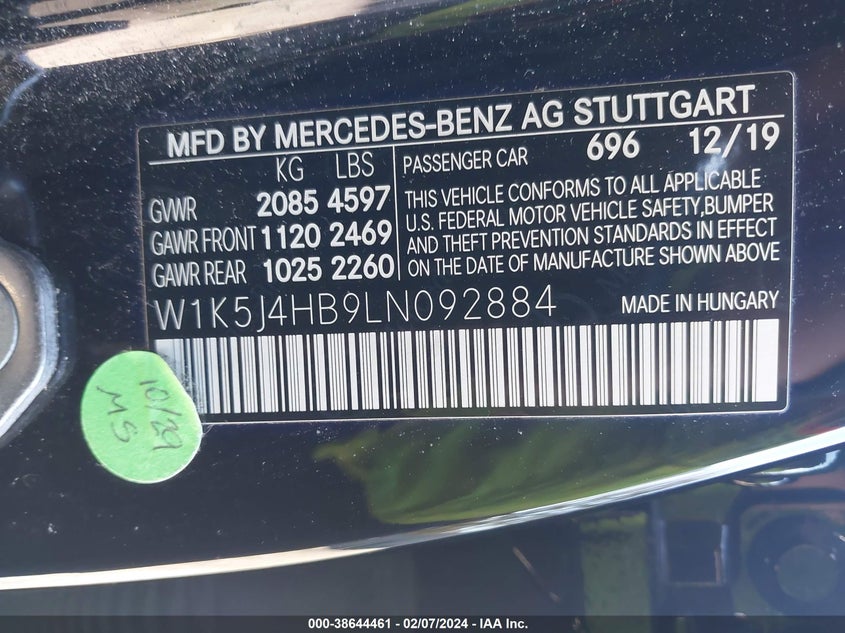 MFD BY MERCEDES-BENZ AG STUTTGART
KG LBS
GVWR 2085 4597
GAWR FRONT 1120 2469
GAWR REAR 1025 2260
PASSENGER CAR 696 12/19
THIS VEHICLE CONFORMS TO ALL APPLICABLE
U.S. FEDERAL MOTOR VEHICLE SAFETY,BUMPER
AND THEFT PREVENTION STANDARDS IN EFFECT
ON THE DATE OF MANUFACTURE SHOWN ABOVE
W1K5J4HB9LN092884 MADE IN HUNGARY
10/29
MS
000-38644461 - 02/07/2024 - IAA Inc.